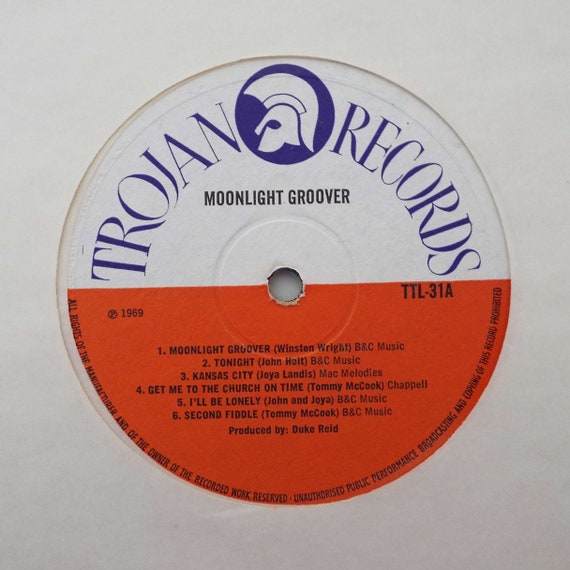 TROJAN RECORDS
MOONLIGHT GROOVER
TTL-31A
℗ 1969
1. MOONLIGHT GROOVER (Winston Wright) B&C Music
2. TONIGHT (John Halt) B&C Music
3. KANSAS CITY (Joya Landis) Mac Melodies
4. GET ME TO THE CHURCH ON TIME (Tommy McCook) Chappell
5. I'LL BE LONELY (John and Joya) B&C Music
6. SECOND FIDDLE (Tommy McCook) B&C Music
Produced by: Duke Reid
ALL RIGHTS OF THE MANUFACTURER AND, OF THE OWNER OF THE RECORDED WORK RESERVED · UNAUTHORISED PUBLIC PERFORMANCE BROADCASTING AND COPYING OF THIS RECORD PROHIBITED